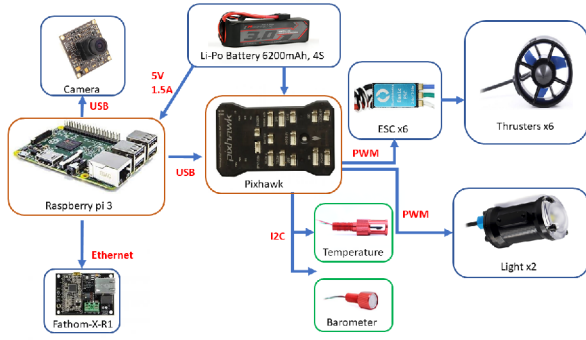 Li-Po Battery 6200mAh, 4S
Camera
5V
1.5A
USB
ESC x6
Thrusters x6
pixhawk
PWM
Pixhawk
USB
Raspberry pi 3
PWM
I2C
Temperature
Light x2
Ethernet
Fathom-X-R1
Barometer